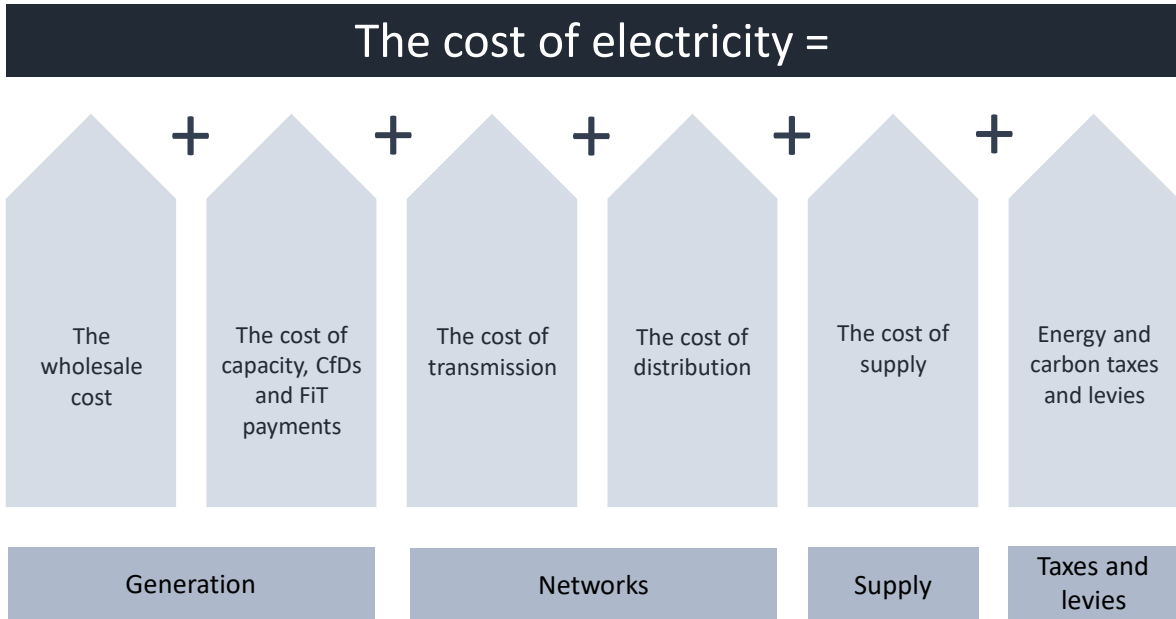 The cost of electricity =
+ + + + +
The
wholesale
cost
The cost of
capacity, CfDs
and FiT
payments
The cost of
transmission
The cost of
distribution
The cost of
supply
Energy and
carbon taxes
and levies
Generation
Networks
Supply
Taxes and
levies